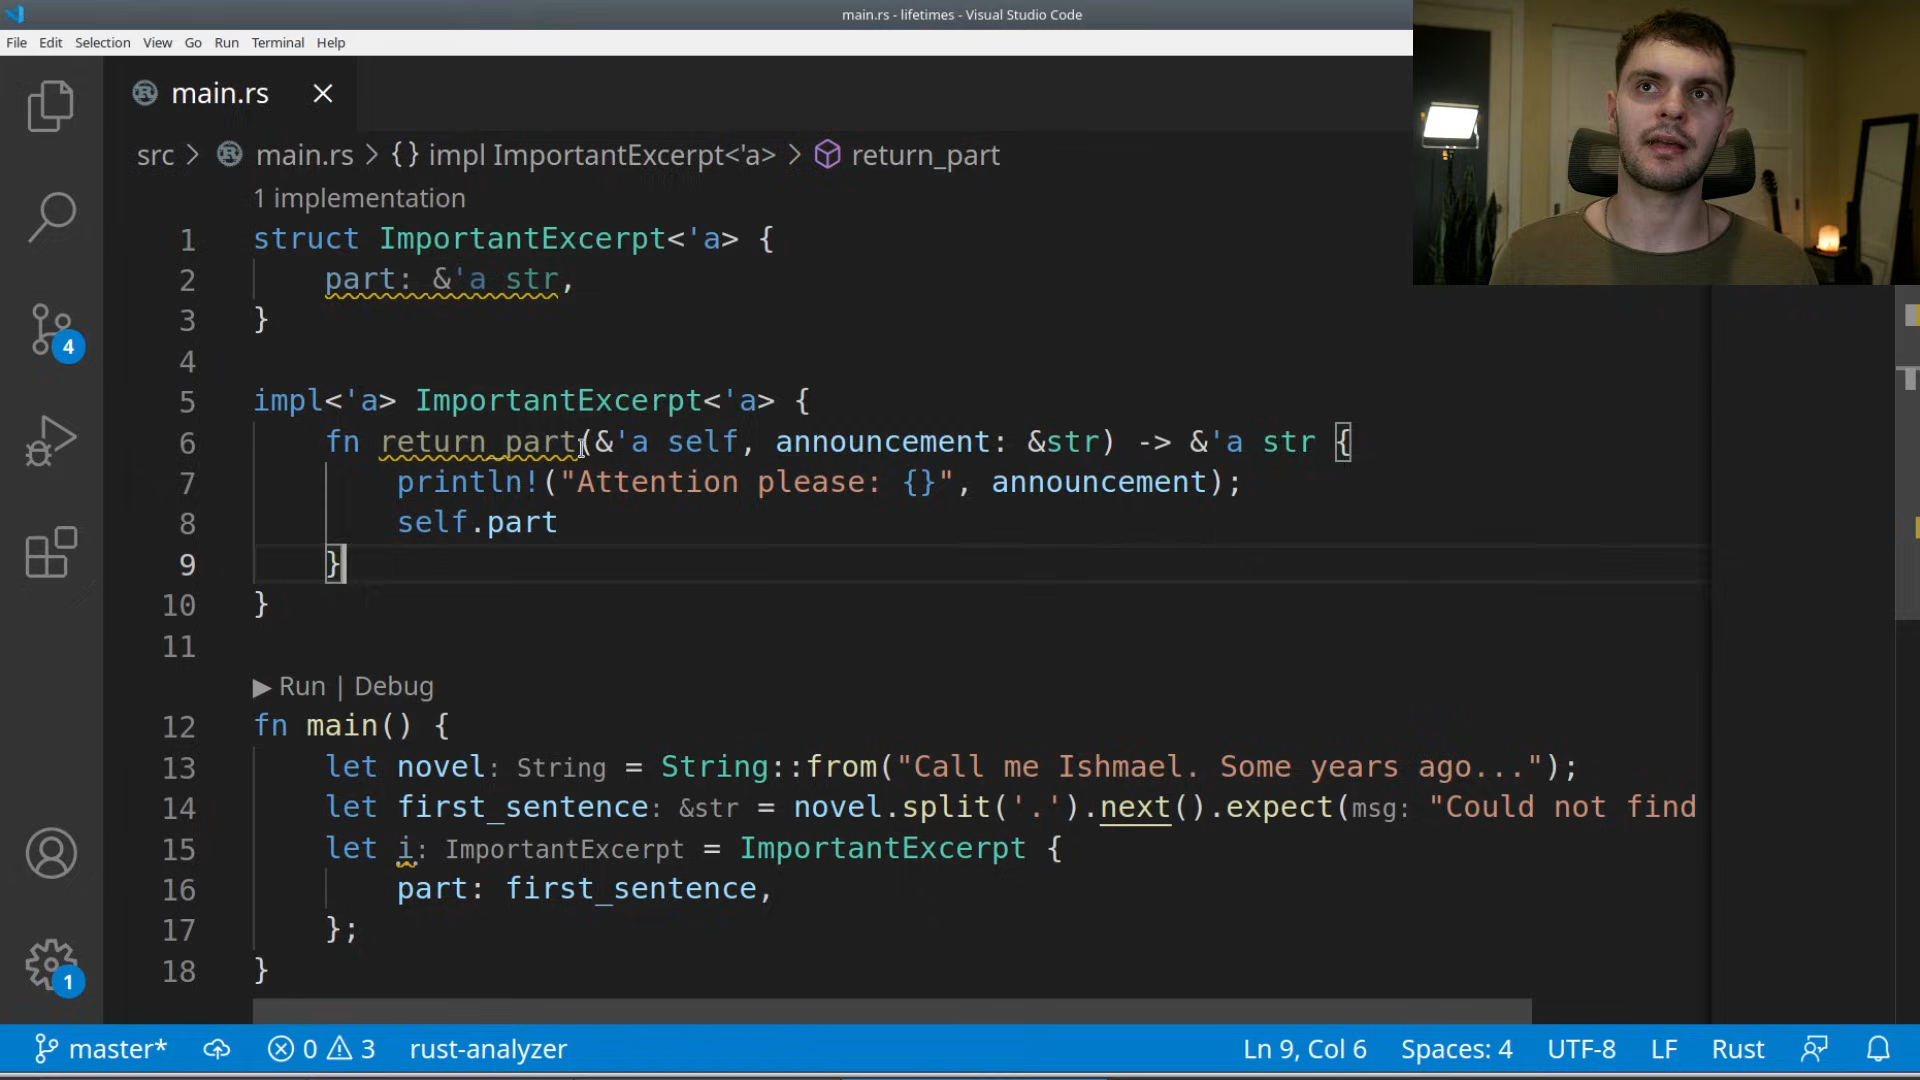 main.rs - lifetimes - Visual Studio Code
File Edit Selection View Go Run Terminal Help
main.rs
src > main.rs > {} impl ImportantExcerpt<'a> > return_part
1 implementation
1 struct ImportantExcerpt<'a> {
2 part: &'a str,
3 }
4
5 impl<'a> ImportantExcerpt<'a> {
6 fn return_part(&'a self, announcement: &str) -> &'a str {
7 println!("Attention please: {}", announcement);
8 self.part
9 }
10 }
11
▶ Run | Debug
12 fn main() {
13 let novel: String = String::from("Call me Ishmael. Some years ago...");
14 let first_sentence: &str = novel.split('.').next().expect(msg: "Could not find
15 let i: ImportantExcerpt = ImportantExcerpt {
16 part: first_sentence,
17 };
18 }
4
1
master* 0 3 rust-analyzer Ln 9, Col 6 Spaces: 4 UTF-8 LF Rust